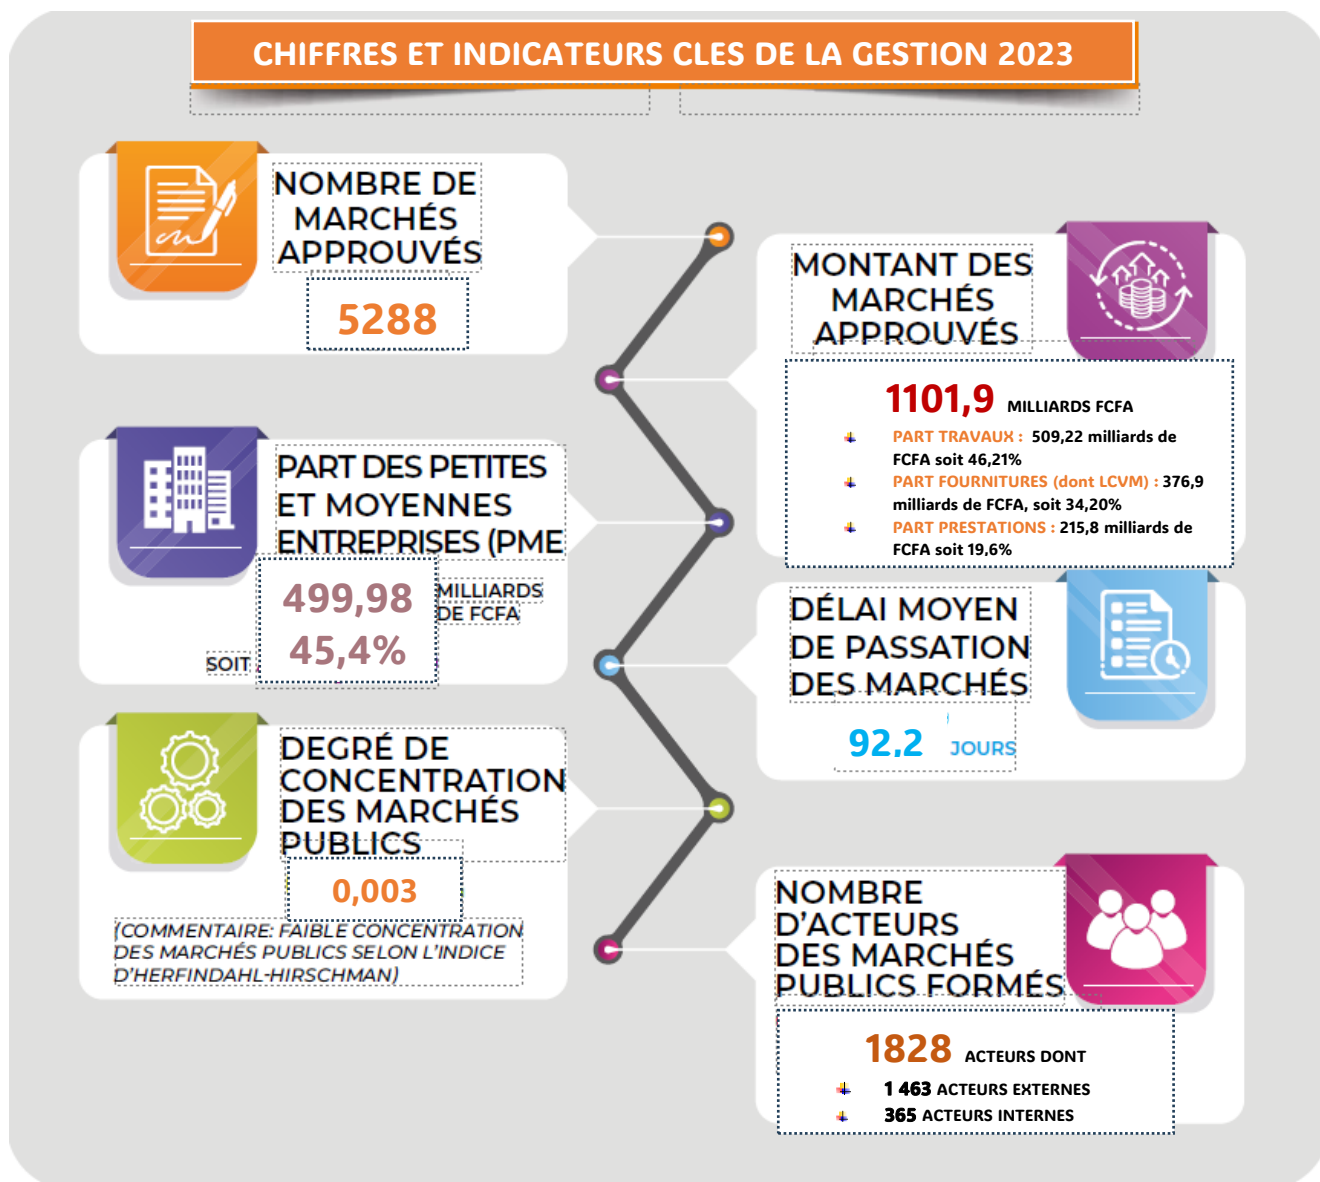 CHIFFRES ET INDICATEURS CLES DE LA GESTION 2023
NOMBRE DE
MARCHÉS
APPROUVÉS
5288
MONTANT DES
MARCHÉS
APPROUVÉS
1101,9 MILLIARDS FCFA
PART TRAVAUX : 509,22 milliards de
FCFA soit 46,21%
PART FOURNITURES (dont LCVM) : 376,9
milliards de FCFA, soit 34,20%
PART PRESTATIONS : 215,8 milliards de
FCFA soit 19,6%
PART DES PETITES
ET MOYENNES
ENTREPRISES (PME
499,98 MILLIARDS
DE FCFA
SOIT 45,4%
DÉLAI MOYEN
DE PASSATION
DES MARCHÉS
92,2 JOURS
DEGRÉ DE
CONCENTRATION
DES MARCHÉS
PUBLICS
0,003
(COMMENTAIRE: FAIBLE CONCENTRATION
DES MARCHÉS PUBLICS SELON L'INDICE
D'HERFINDAHL-HIRSCHMAN)
NOMBRE
D'ACTEURS
DES MARCHÉS
PUBLICS FORMÉS
1828 ACTEURS DONT
1 463 ACTEURS EXTERNES
365 ACTEURS INTERNES